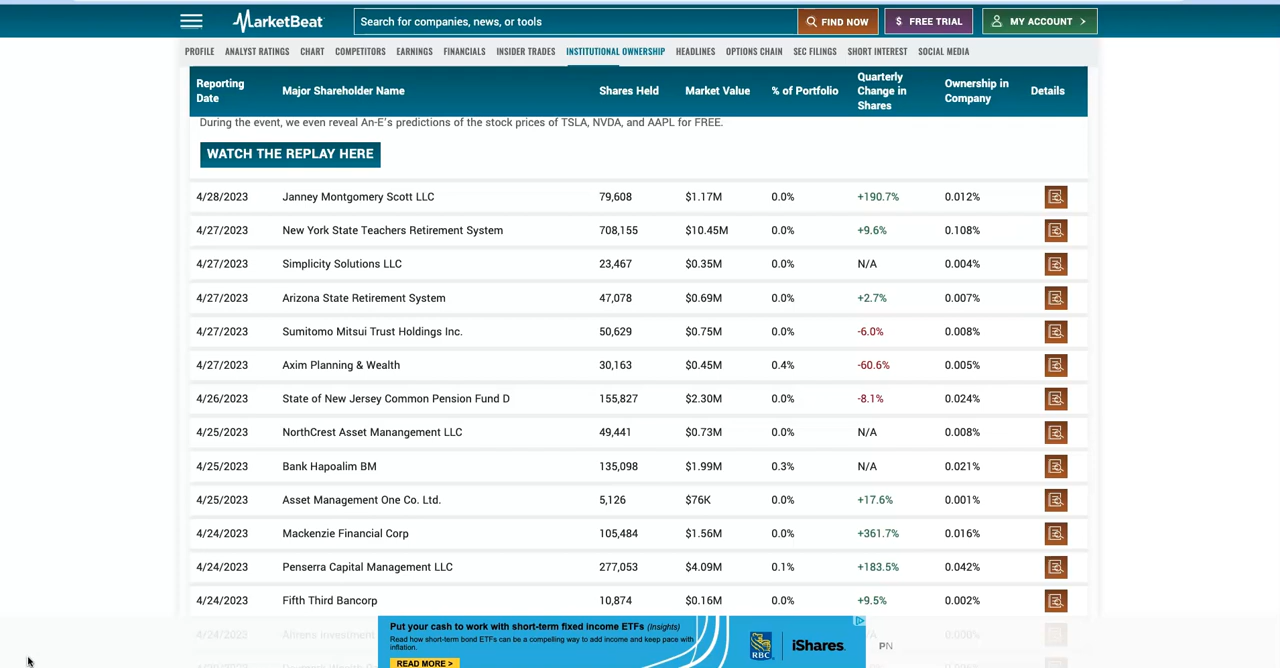 MarketBeat
Search for companies, news, or tools
FIND NOW
$ FREE TRIAL
MY ACCOUNT >
PROFILE ANALYST RATINGS CHART COMPETITORS EARNINGS FINANCIALS INSIDER TRADES INSTITUTIONAL OWNERSHIP HEADLINES OPTIONS CHAIN SEC FILINGS SHORT INTEREST SOCIAL MEDIA
Reporting Date Major Shareholder Name Shares Held Market Value % of Portfolio Quarterly Change in Shares Ownership in Company Details
During the event, we even reveal An-E's predictions of the stock prices of TSLA, NVDA, and AAPL for FREE.
WATCH THE REPLAY HERE
4/28/2023 Janney Montgomery Scott LLC 79,608 $1.17M 0.0% +190.7% 0.012%
4/27/2023 New York State Teachers Retirement System 708,155 $10.45M 0.0% +9.6% 0.108%
4/27/2023 Simplicity Solutions LLC 23,467 $0.35M 0.0% N/A 0.004%
4/27/2023 Arizona State Retirement System 47,078 $0.69M 0.0% +2.7% 0.007%
4/27/2023 Sumitomo Mitsui Trust Holdings Inc. 50,629 $0.75M 0.0% -6.0% 0.008%
4/27/2023 Axim Planning & Wealth 30,163 $0.45M 0.4% -60.6% 0.005%
4/26/2023 State of New Jersey Common Pension Fund D 155,827 $2.30M 0.0% -8.1% 0.024%
4/25/2023 NorthCrest Asset Manangement LLC 49,441 $0.73M 0.0% N/A 0.008%
4/25/2023 Bank Hapoalim BM 135,098 $1.99M 0.3% N/A 0.021%
4/25/2023 Asset Management One Co. Ltd. 5,126 $76K 0.0% +17.6% 0.001%
4/24/2023 Mackenzie Financial Corp 105,484 $1.56M 0.0% +361.7% 0.016%
4/24/2023 Penserra Capital Management LLC 277,053 $4.09M 0.1% +183.5% 0.042%
4/24/2023 Fifth Third Bancorp 10,874 $0.16M 0.0% +9.5% 0.002%
4/24/2023
Put your cash to work with short-term fixed income ETFs (Insights)
Read how short-term bond ETFs can be a compelling way to add income and keep pace with
inflation.
READ MORE >
RBC
iShares.
PN